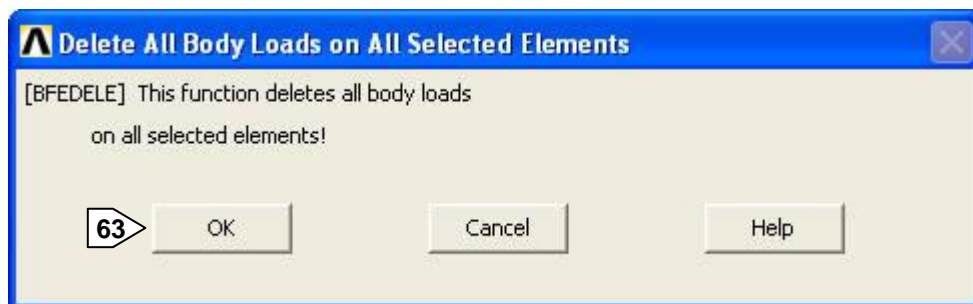 Delete All Body Loads on All Selected Elements
[BFEDELE] This function deletes all body loads
on all selected elements!
63 OK Cancel Help